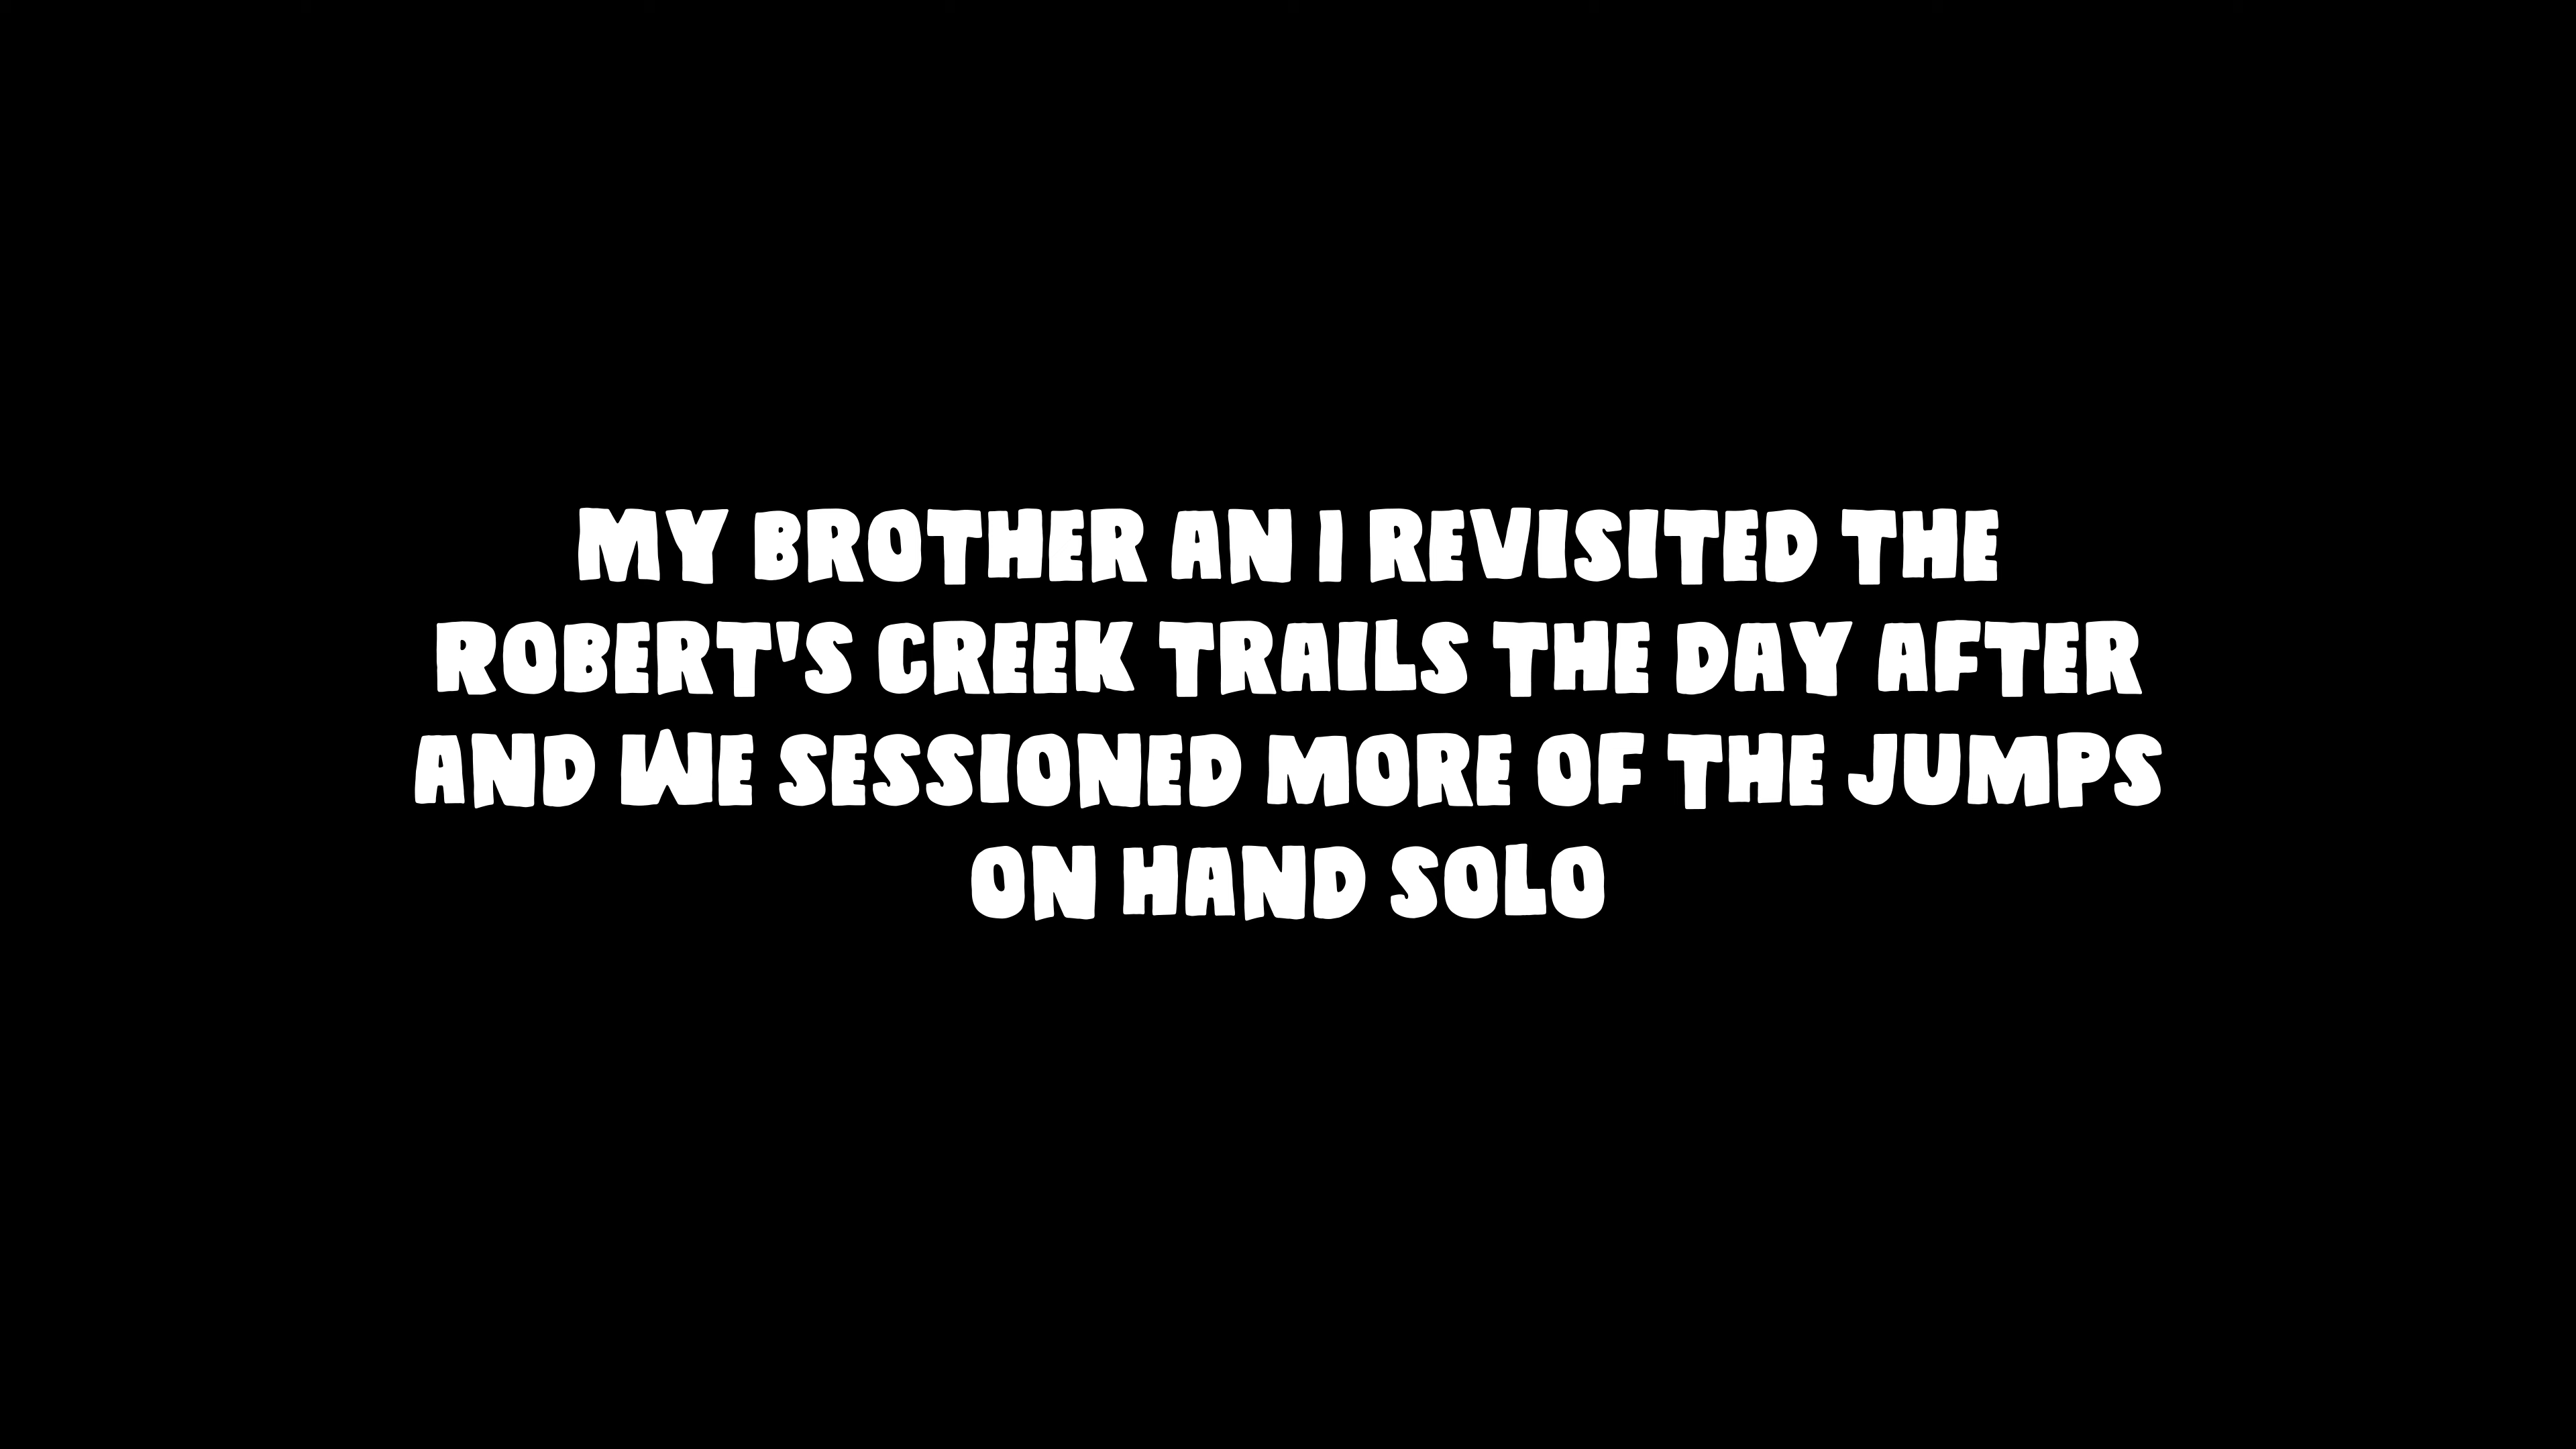 MY BROTHER AN I REVISITED THE
ROBERT'S CREEK TRAILS THE DAY AFTER
AND WE SESSIONED MORE OF THE JUMPS
ON HAND SOLO